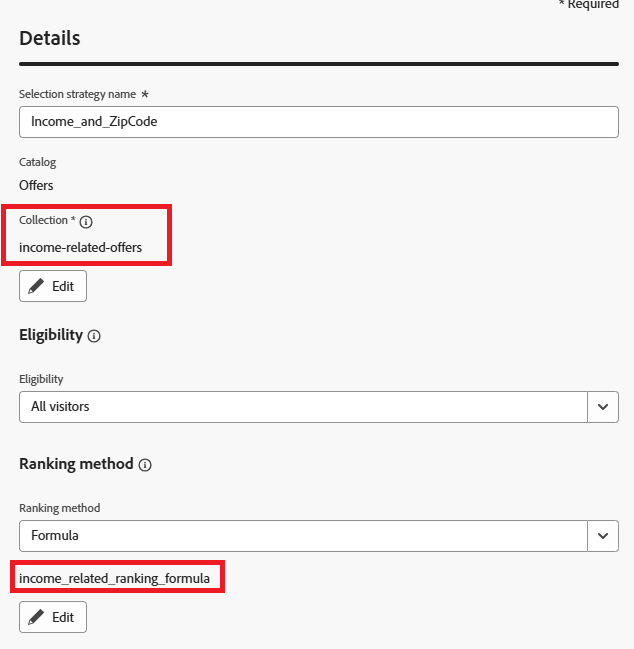 * Required
Details
Selection strategy name *
Income_and_ZipCode
Catalog
Offers
Collection *
income-related-offers
Edit
Eligibility
Eligibility
All visitors
Ranking method
Ranking method
Formula
income_related_ranking_formula
Edit